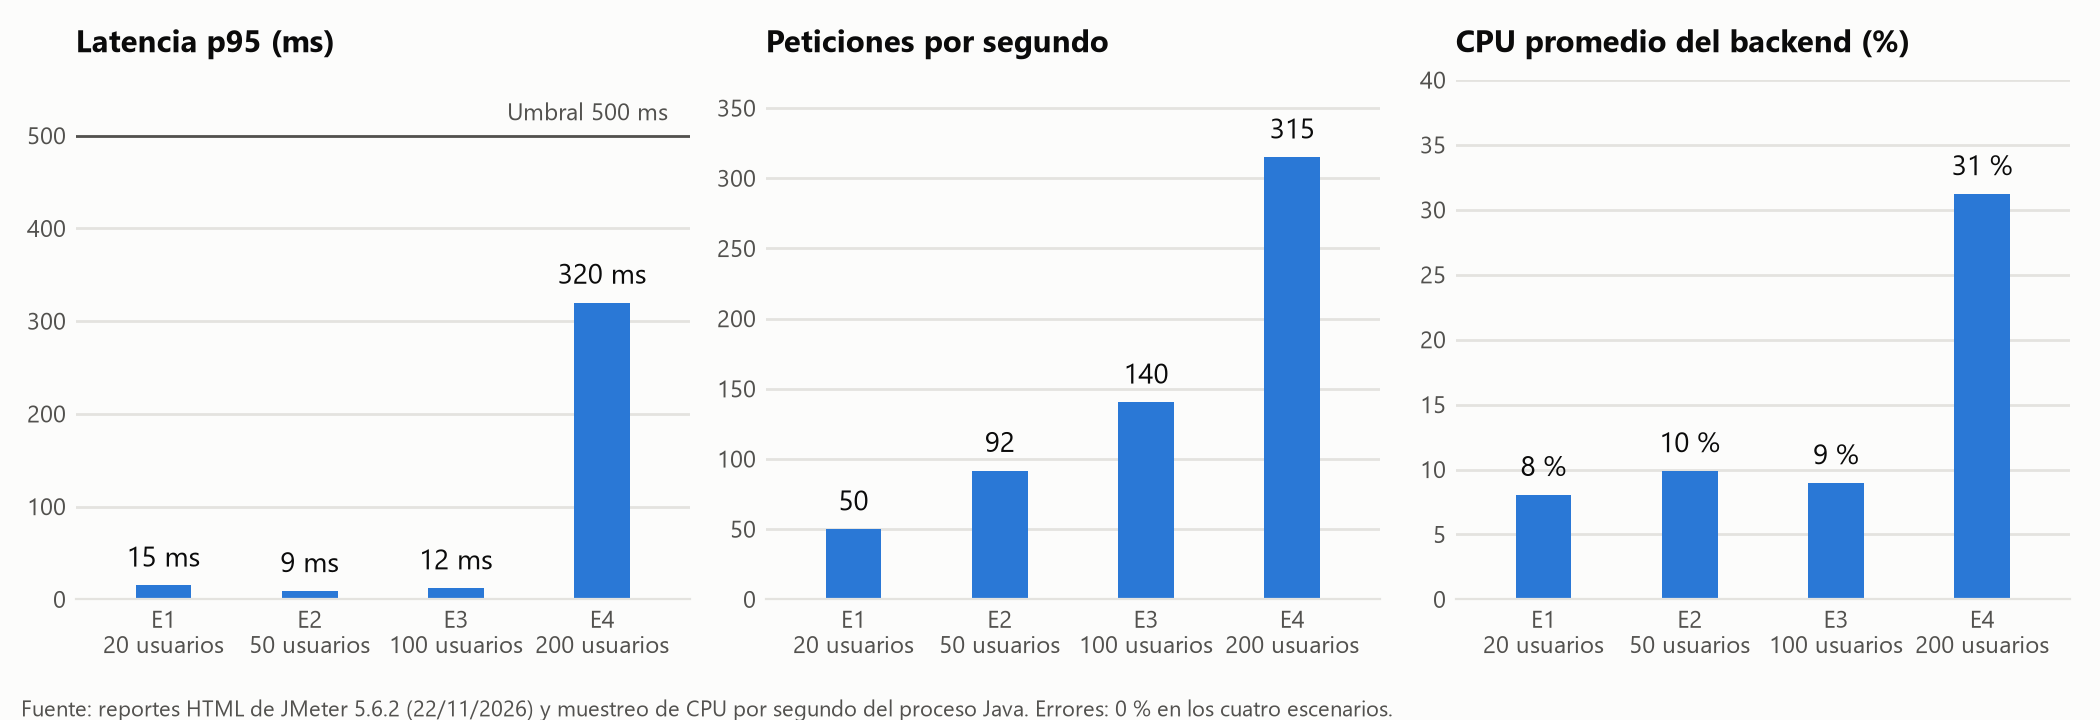 Latencia p95 (ms)
Umbral 500 ms
500
400
300
200
100
0
15 ms
9 ms
12 ms
320 ms
E1
20 usuarios
E2
50 usuarios
E3
100 usuarios
E4
200 usuarios
Peticiones por segundo
350
300
250
200
150
100
50
0
50
92
140
315
E1
20 usuarios
E2
50 usuarios
E3
100 usuarios
E4
200 usuarios
CPU promedio del backend (%)
40
35
30
25
20
15
10
5
0
8 %
10 %
9 %
31 %
E1
20 usuarios
E2
50 usuarios
E3
100 usuarios
E4
200 usuarios
Fuente: reportes HTML de JMeter 5.6.2 (22/11/2026) y muestreo de CPU por segundo del proceso Java. Errores: 0 % en los cuatro escenarios.